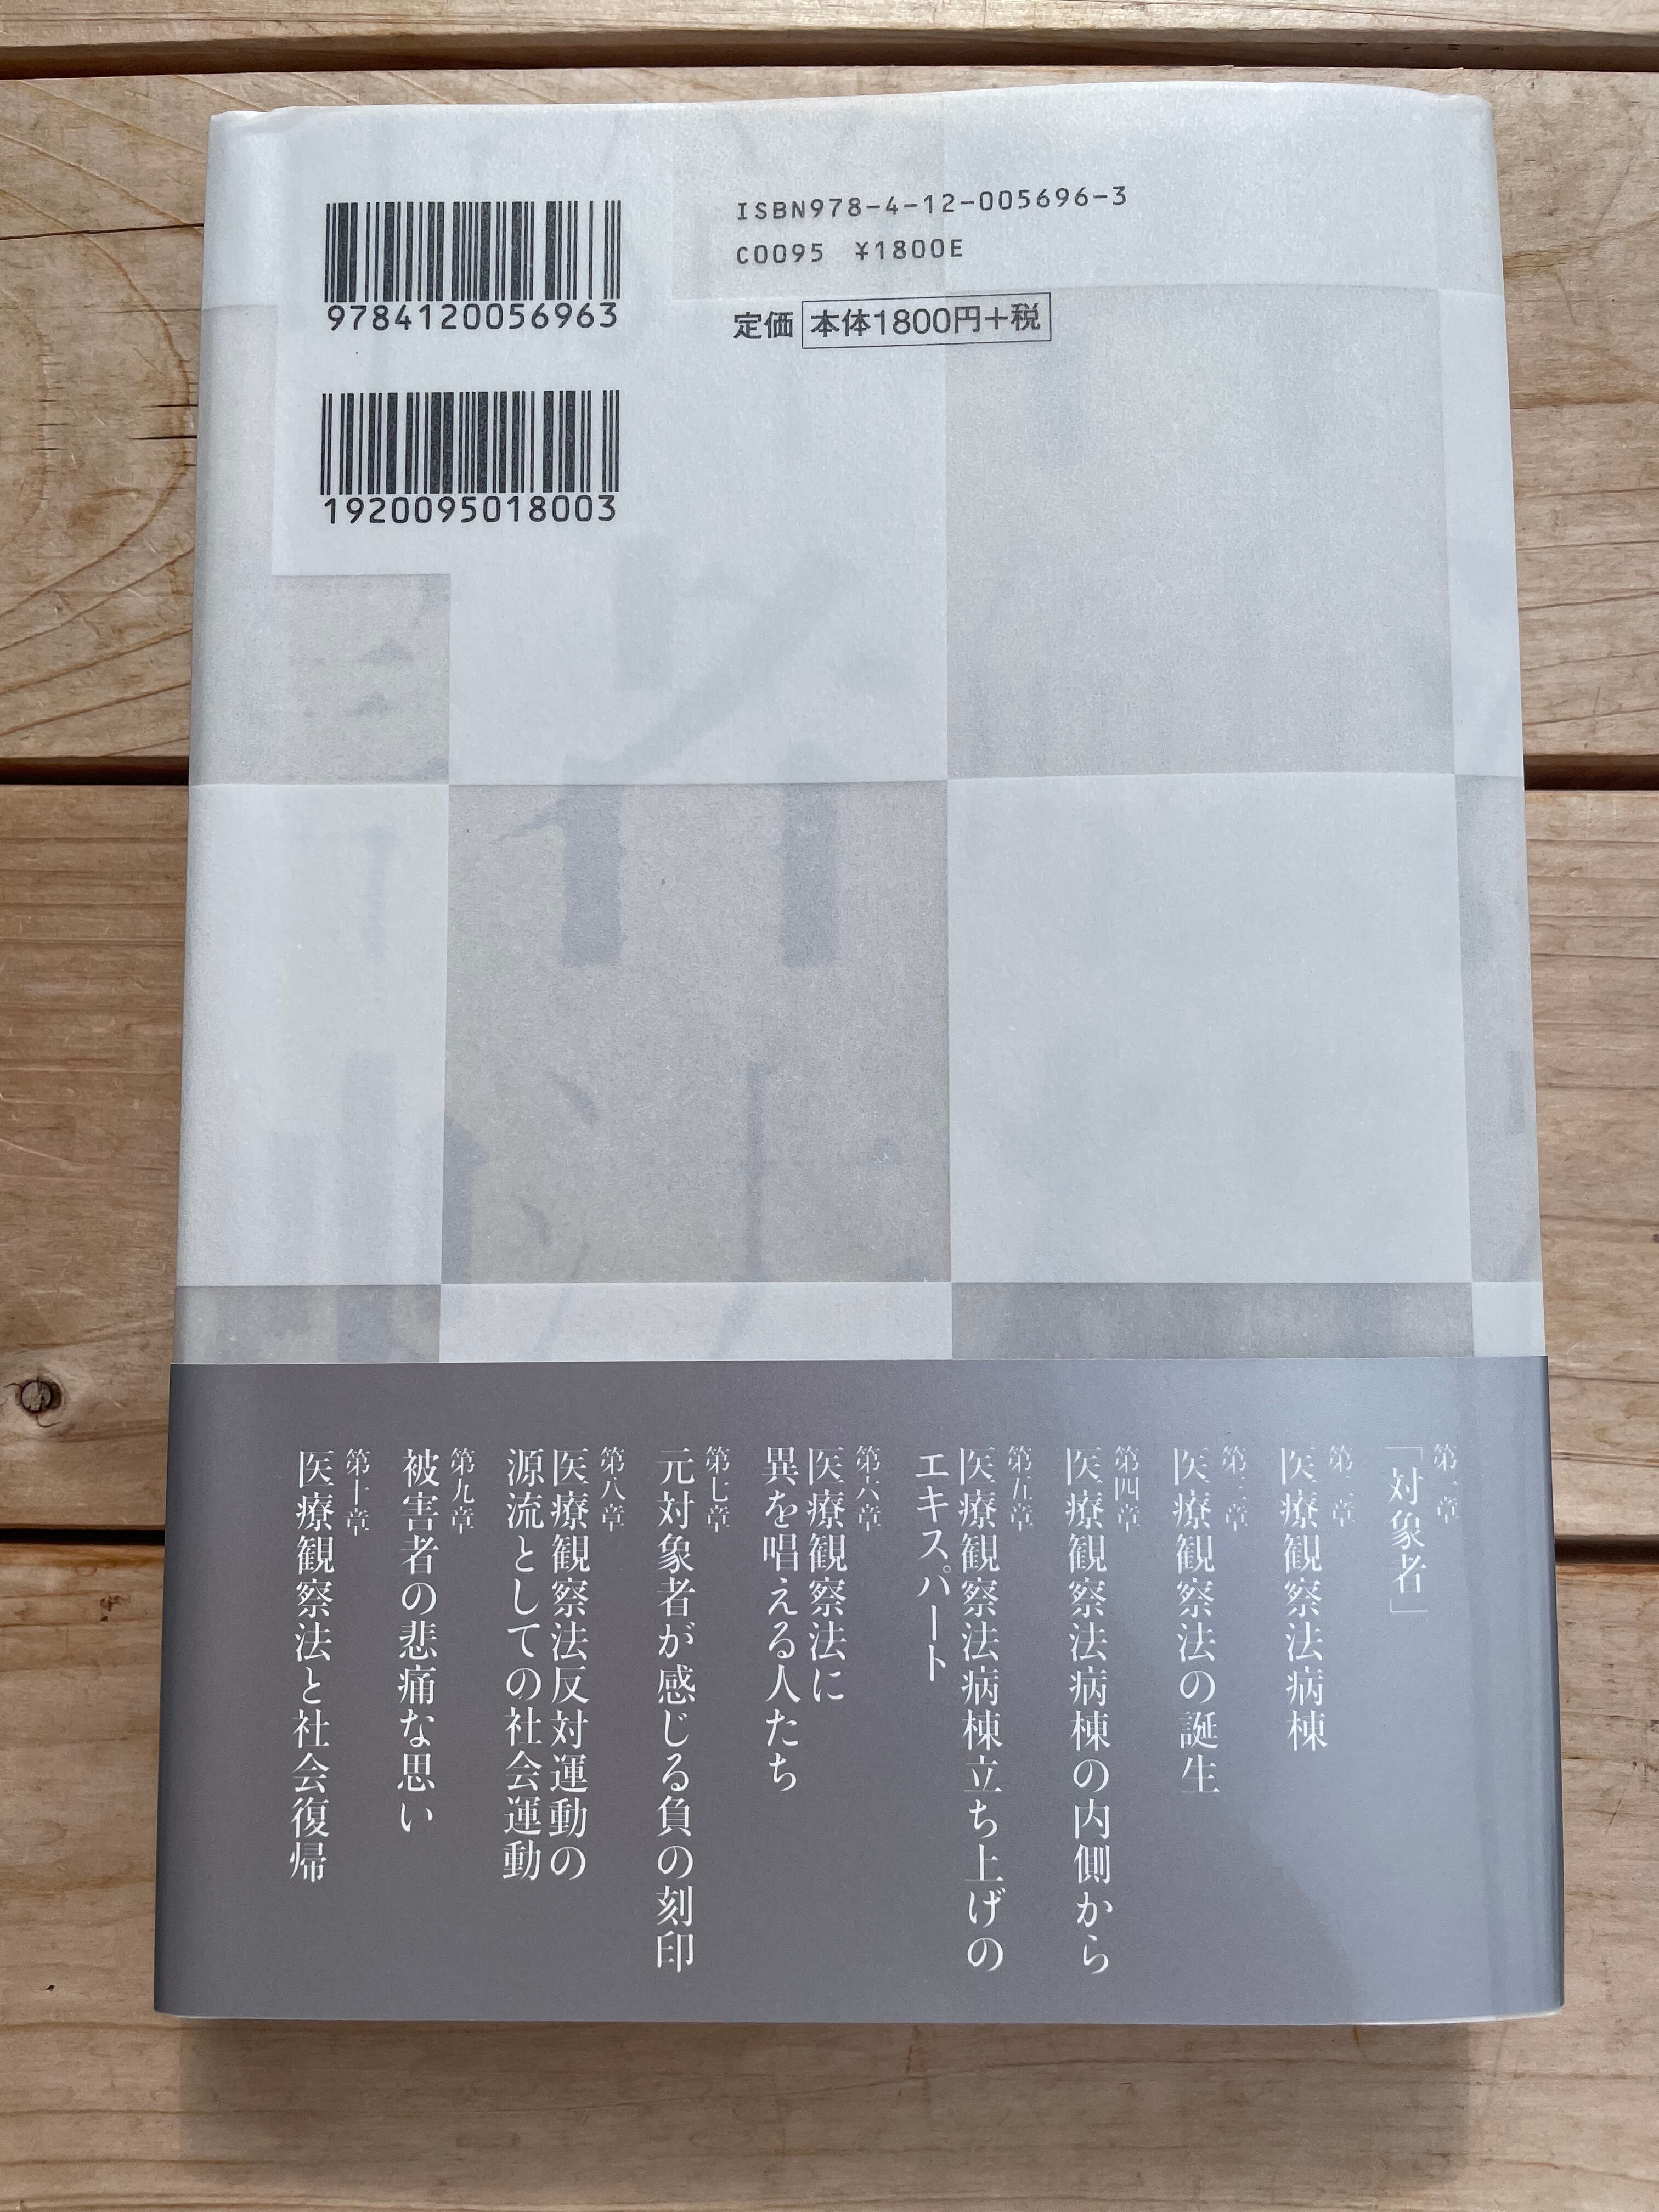 9784120056963
1920095018003
ISBN978-4-12-005696-3
C0095 ¥1800E
定価 本体1800円+税
第一章
「対象者」
第二章
医療観察法病棟
第三章
医療観察法の誕生
第四章
医療観察法病棟の内側から
第五章
医療観察法病棟立ち上げの
エキスパート
第六章
医療観察法に
異を唱える人たち
第七章
元対象者が感じる負の刻印
第八章
医療観察法反対運動の
源流としての社会運動
第九章
被害者の悲痛な思い
第十章
医療観察法と社会復帰